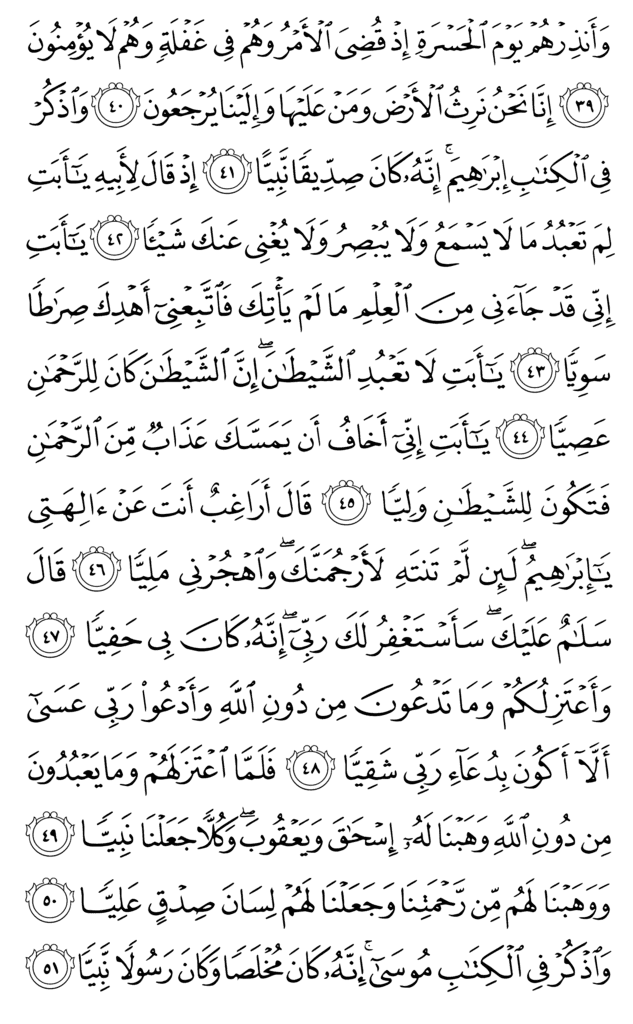 وَأَنذِرْهُمْ يَوْمَ ٱلْحَسْرَةِ إِذْ قُضِىَ ٱلْأَمْرُ وَهُمْ فِى غَفْلَةٍ وَهُمْ لَا يُؤْمِنُونَ
٣٩ إِنَّا نَحْنُ نَرِثُ ٱلْأَرْضَ وَمَنْ عَلَيْهَا وَإِلَيْنَا يُرْجَعُونَ ٤٠ وَٱذْكُرْ
فِى ٱلْكِتَٰبِ إِبْرَٰهِيمَ ۚ إِنَّهُۥ كَانَ صِدِّيقًا نَّبِيًّا ٤١ إِذْ قَالَ لِأَبِيهِ يَٰٓأَبَتِ
لِمَ تَعْبُدُ مَا لَا يَسْمَعُ وَلَا يُبْصِرُ وَلَا يُغْنِى عَنكَ شَيْـًٔا ٤٢ يَٰٓأَبَتِ
إِنِّى قَدْ جَآءَنِى مِنَ ٱلْعِلْمِ مَا لَمْ يَأْتِكَ فَٱتَّبِعْنِىٓ أَهْدِكَ صِرَٰطًا
سَوِيًّا ٤٣ يَٰٓأَبَتِ لَا تَعْبُدِ ٱلشَّيْطَٰنَ ۖ إِنَّ ٱلشَّيْطَٰنَ كَانَ لِلرَّحْمَٰنِ
عَصِيًّا ٤٤ يَٰٓأَبَتِ إِنِّىٓ أَخَافُ أَن يَمَسَّكَ عَذَابٌ مِّنَ ٱلرَّحْمَٰنِ
فَتَكُونَ لِلشَّيْطَٰنِ وَلِيًّا ٤٥ قَالَ أَرَاغِبٌ أَنتَ عَنْ ءَالِهَتِى
يَٰٓإِبْرَٰهِيمُ ۖ لَئِن لَّمْ تَنتَهِ لَأَرْجُمَنَّكَ ۖ وَٱهْجُرْنِى مَلِيًّا ٤٦ قَالَ
سَلَٰمٌ عَلَيْكَ ۖ سَأَسْتَغْفِرُ لَكَ رَبِّىٓ ۖ إِنَّهُۥ كَانَ بِى حَفِيًّا ٤٧
وَأَعْتَزِلُكُمْ وَمَا تَدْعُونَ مِن دُونِ ٱللَّهِ وَأَدْعُوا۟ رَبِّى عَسَىٰٓ
أَلَّآ أَكُونَ بِدُعَآءِ رَبِّى شَقِيًّا ٤٨ فَلَمَّا ٱعْتَزَلَهُمْ وَمَا يَعْبُدُونَ
مِن دُونِ ٱللَّهِ وَهَبْنَا لَهُۥٓ إِسْحَٰقَ وَيَعْقُوبَ ۖ وَكُلًّا جَعَلْنَا نَبِيًّا ٤٩
وَوَهَبْنَا لَهُم مِّن رَّحْمَتِنَا وَجَعَلْنَا لَهُمْ لِسَانَ صِدْقٍ عَلِيًّا ٥٠
وَٱذْكُرْ فِى ٱلْكِتَٰبِ مُوسَىٰٓ ۚ إِنَّهُۥ كَانَ مُخْلَصًا وَكَانَ رَسُولًا نَّبِيًّا ٥١